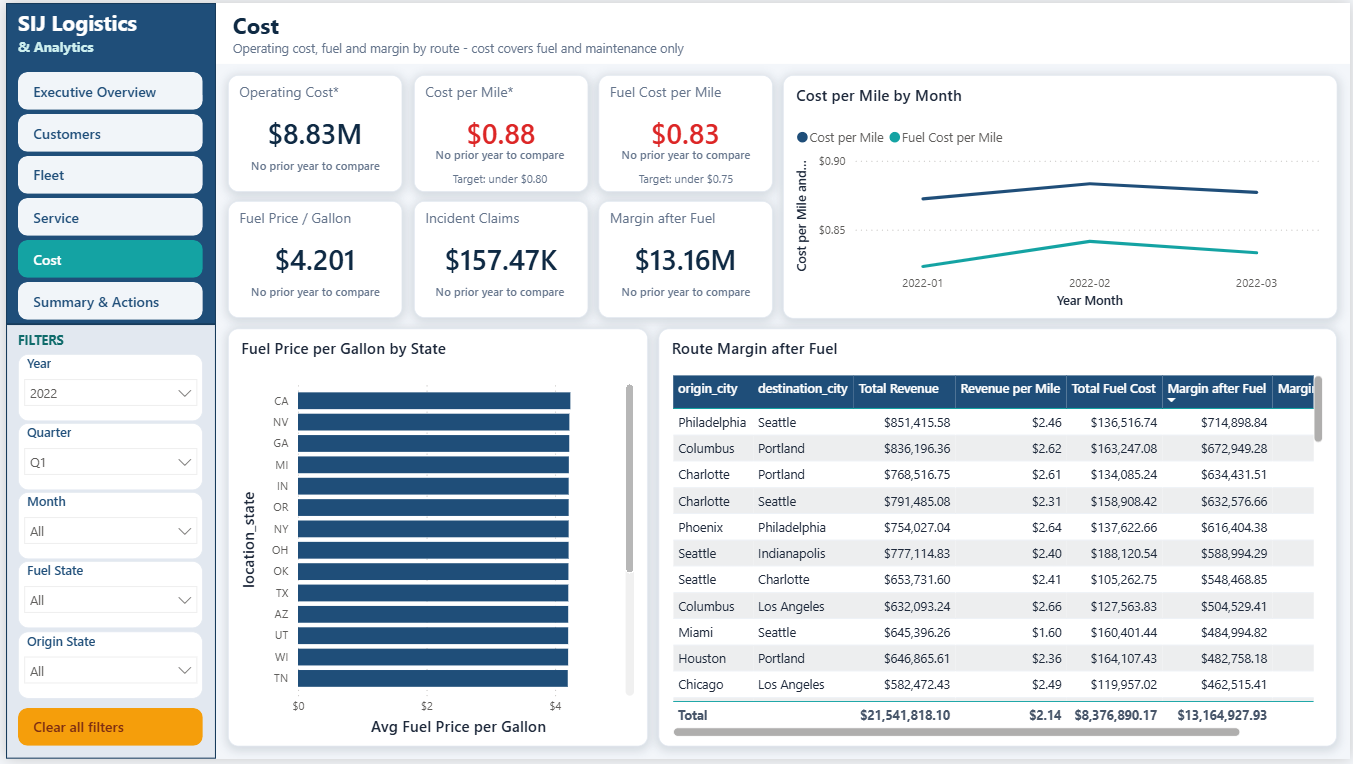 SIJ Logistics
& Analytics
Executive Overview
Customers
Fleet
Service
Cost
Summary & Actions
FILTERS
Year
2022
Quarter
Q1
Month
All
Fuel State
All
Origin State
All
Clear all filters
Cost
Operating cost, fuel and margin by route - cost covers fuel and maintenance only
Operating Cost*
$8.83M
No prior year to compare
Cost per Mile*
$0.88
No prior year to compare
Target: under $0.80
Fuel Cost per Mile
$0.83
No prior year to compare
Target: under $0.75
Fuel Price / Gallon
$4.201
No prior year to compare
Incident Claims
$157.47K
No prior year to compare
Margin after Fuel
$13.16M
No prior year to compare
Cost per Mile by Month
Cost per Mile Fuel Cost per Mile
Cost per Mile and...
$0.90
$0.85
2022-01 2022-02 2022-03
Year Month
Fuel Price per Gallon by State
location_state
CA
NV
GA
MI
IN
OR
NY
OH
OK
TX
AZ
UT
WI
TN
$0 $2 $4
Avg Fuel Price per Gallon
Route Margin after Fuel
origin_city destination_city Total Revenue Revenue per Mile Total Fuel Cost Margin after Fuel Margin
Philadelphia Seattle $851,415.58 $2.46 $136,516.74 $714,898.84
Columbus Portland $836,196.36 $2.62 $163,247.08 $672,949.28
Charlotte Portland $768,516.75 $2.61 $134,085.24 $634,431.51
Charlotte Seattle $791,485.08 $2.31 $158,908.42 $632,576.66
Phoenix Philadelphia $754,027.04 $2.64 $137,622.66 $616,404.38
Seattle Indianapolis $777,114.83 $2.40 $188,120.54 $588,994.29
Seattle Charlotte $653,731.60 $2.41 $105,262.75 $548,468.85
Columbus Los Angeles $632,093.24 $2.66 $127,563.83 $504,529.41
Miami Seattle $645,396.26 $1.60 $160,401.44 $484,994.82
Houston Portland $646,865.61 $2.36 $164,107.43 $482,758.18
Chicago Los Angeles $582,472.43 $2.49 $119,957.02 $462,515.41
Total $21,541,818.10 $2.14 $8,376,890.17 $13,164,927.93